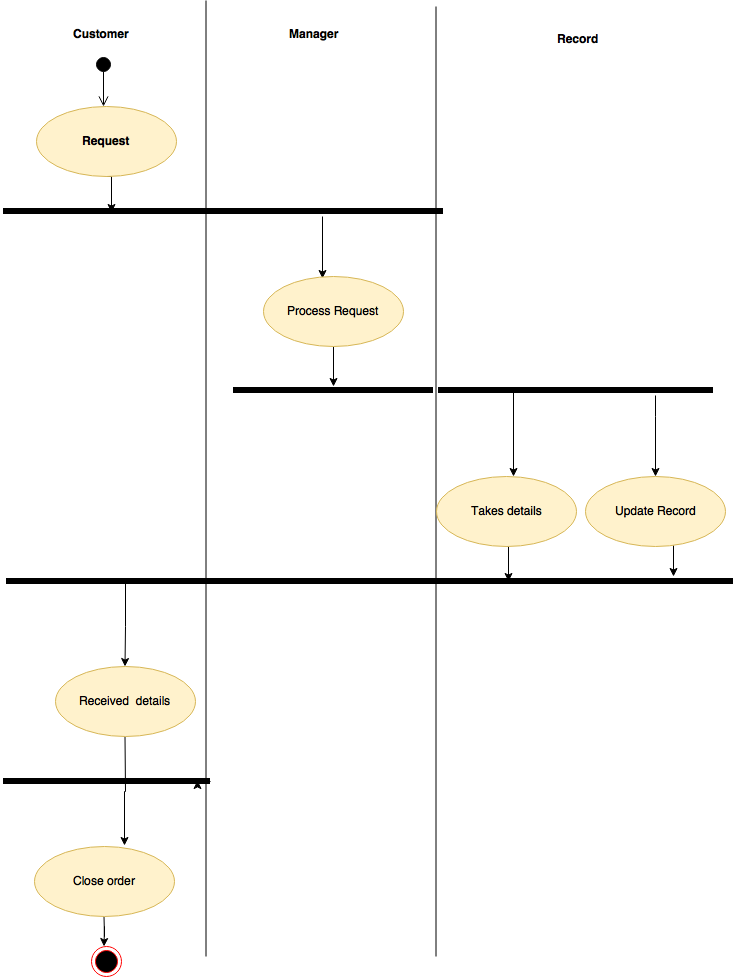 Customer
Manager
Record
Request
Process Request
Takes details
Update Record
Received  details
Close order